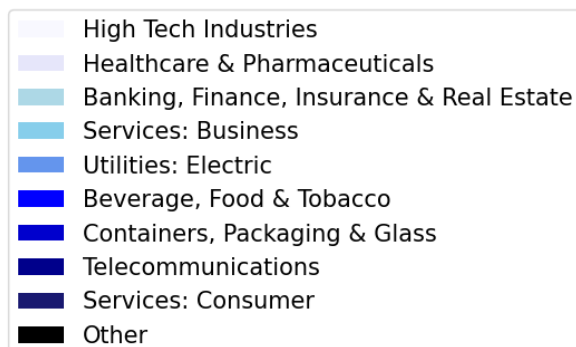 High Tech Industries
Healthcare & Pharmaceuticals
Banking, Finance, Insurance & Real Estate
Services: Business
Utilities: Electric
Beverage, Food & Tobacco
Containers, Packaging & Glass
Telecommunications
Services: Consumer
Other